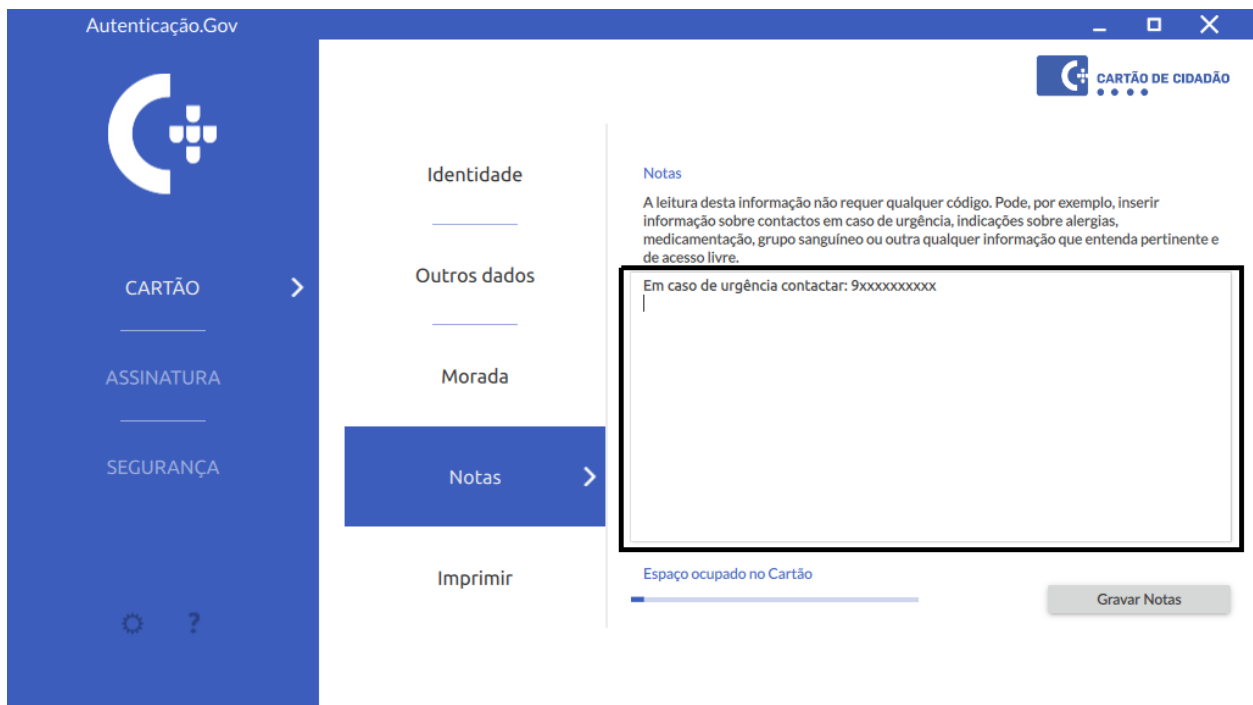 Autenticação.Gov
CARTÃO DE CIDADÃO
CARTÃO
ASSINATURA
SEGURANÇA
?
Identidade
Outros dados
Morada
Notas
Imprimir
Notas
A leitura desta informação não requer qualquer código. Pode, por exemplo, inserir
informação sobre contactos em caso de urgência, indicações sobre alergias,
medicamentação, grupo sanguíneo ou outra qualquer informação que entenda pertinente e
de acesso livre.
Em caso de urgência contactar: 9xxxxxxxxxx
Espaço ocupado no Cartão
Gravar Notas